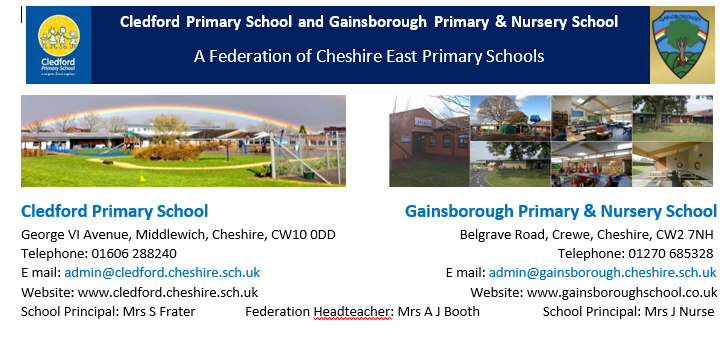 Cledford Primary School and Gainsborough Primary & Nursery School
A Federation of Cheshire East Primary Schools
Cledford
Primary School
GAINSBOROUGH
Cledford Primary School
George VI Avenue, Middlewich, Cheshire, CW10 0DD
Telephone: 01606 288240
E mail: admin@cledford.cheshire.sch.uk
Website: www.cledford.cheshire.sch.uk
School Principal: Mrs S Frater
Gainsborough Primary & Nursery School
Belgrave Road, Crewe, Cheshire, CW2 7NH
Telephone: 01270 685328
E mail: admin@gainsborough.cheshire.sch.uk
Website: www.gainsboroughschool.co.uk
Federation Headteacher: Mrs A J Booth
School Principal: Mrs J Nurse